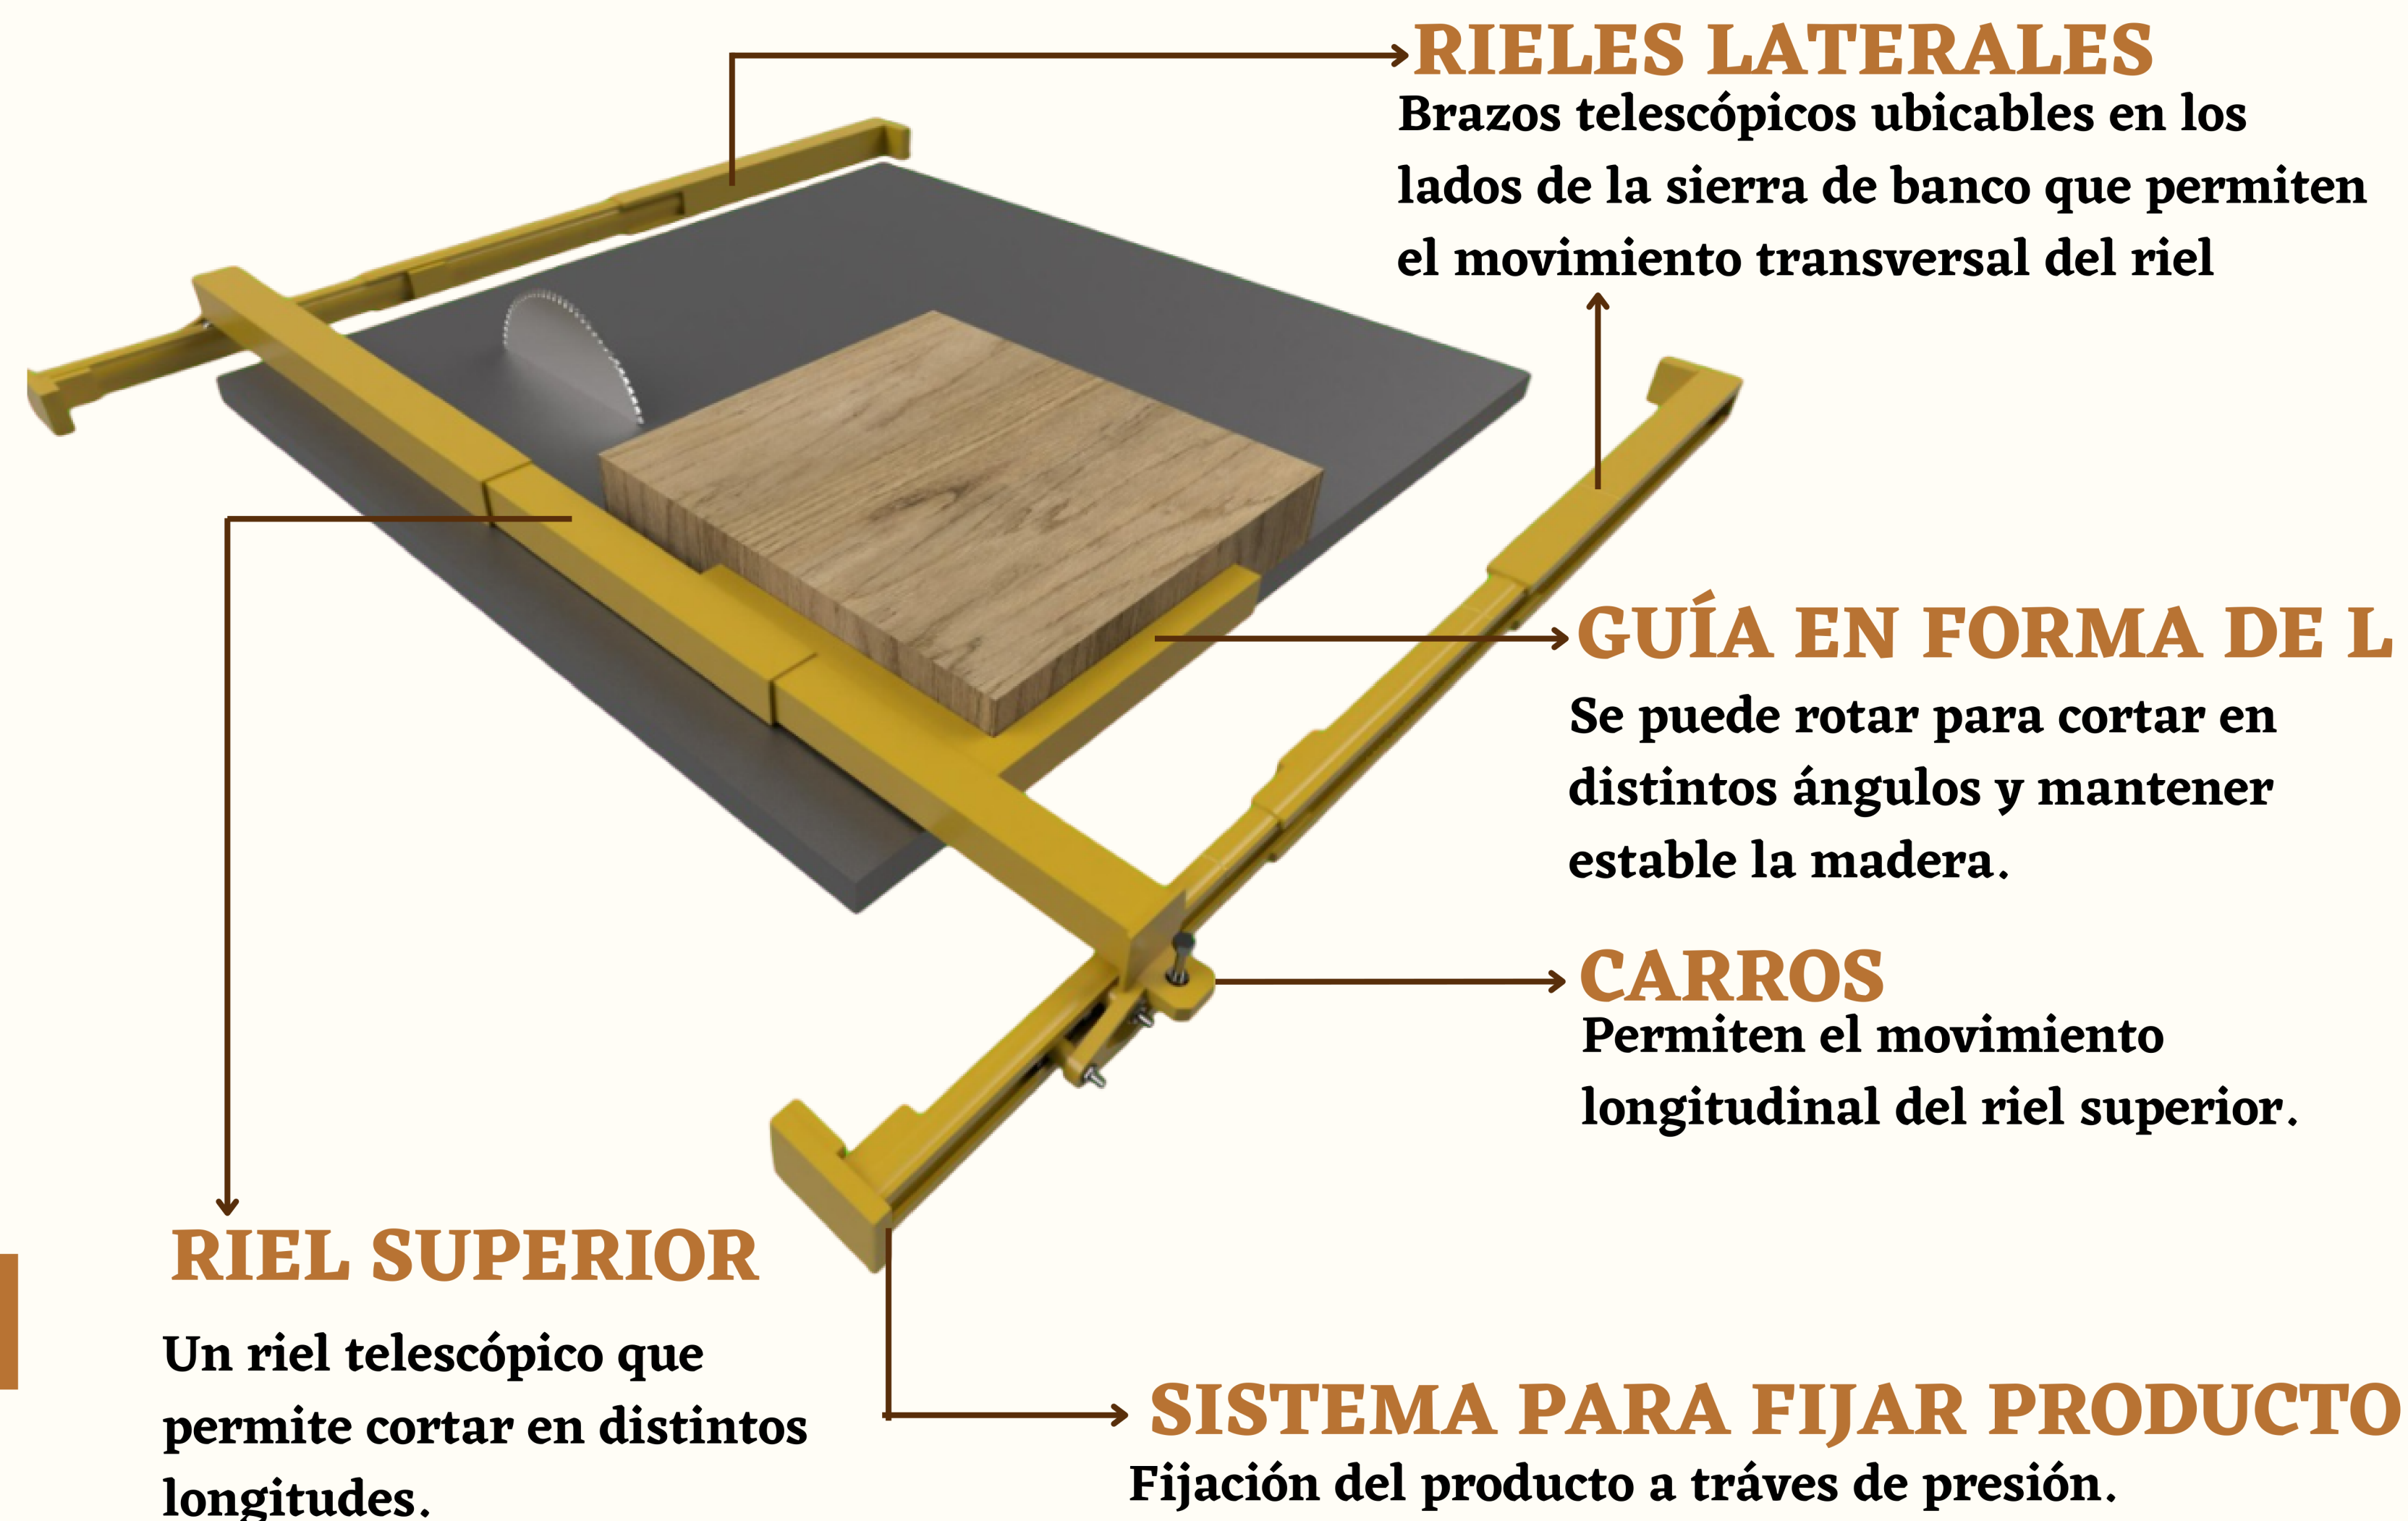 RIELES LATERALES
Brazos telescópicos ubicables en los
lados de la sierra de banco que permiten
el movimiento transversal del riel
GUÍA EN FORMA DE L
Se puede rotar para cortar en
distintos ángulos y mantener
estable la madera.
CARROS
Permiten el movimiento
longitudinal del riel superior.
RIEL SUPERIOR
Un riel telescópico que
permite cortar en distintos
longitudes.
SISTEMA PARA FIJAR PRODUCTO
Fijación del producto a tráves de presión.